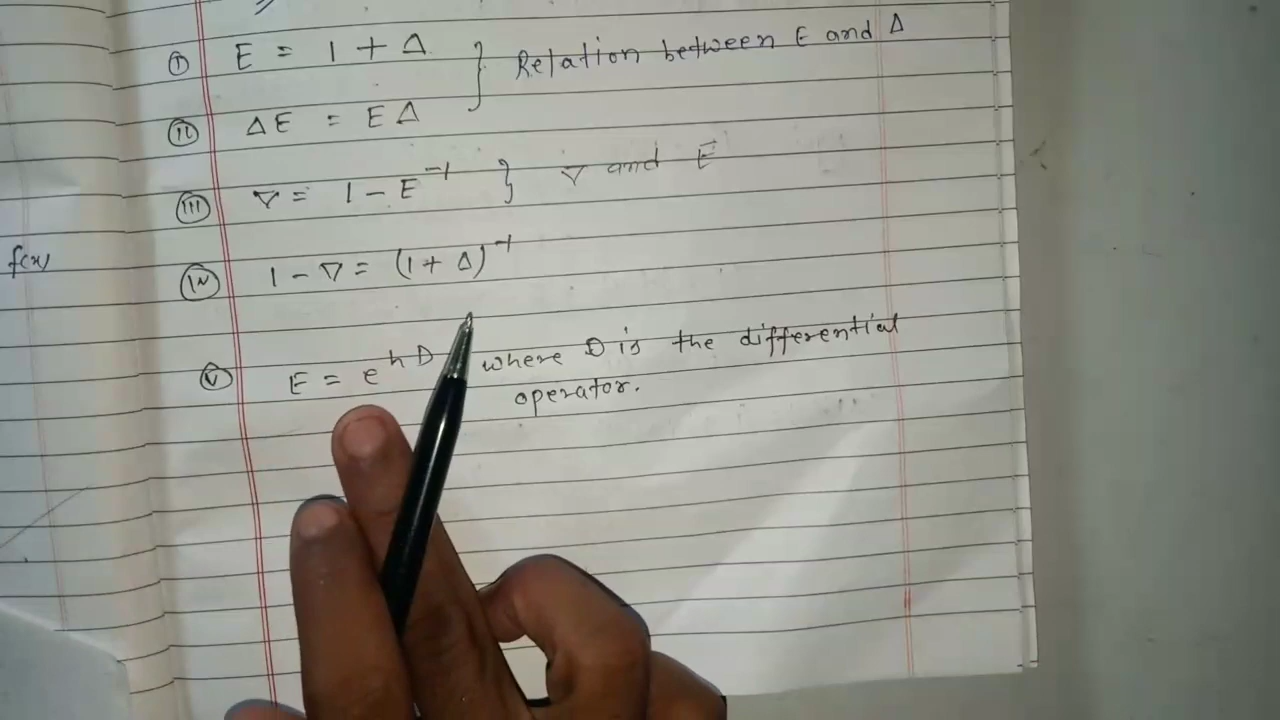 (I) E = 1 + Δ } Relation between E and Δ
(II) ΔE = EΔ
(III) ∇ = 1 - E⁻¹ } ∇ and E
f(x)
(IV) 1 - ∇ = (1 + Δ)⁻¹
(V) E = e^hD where D is the differential
operator.